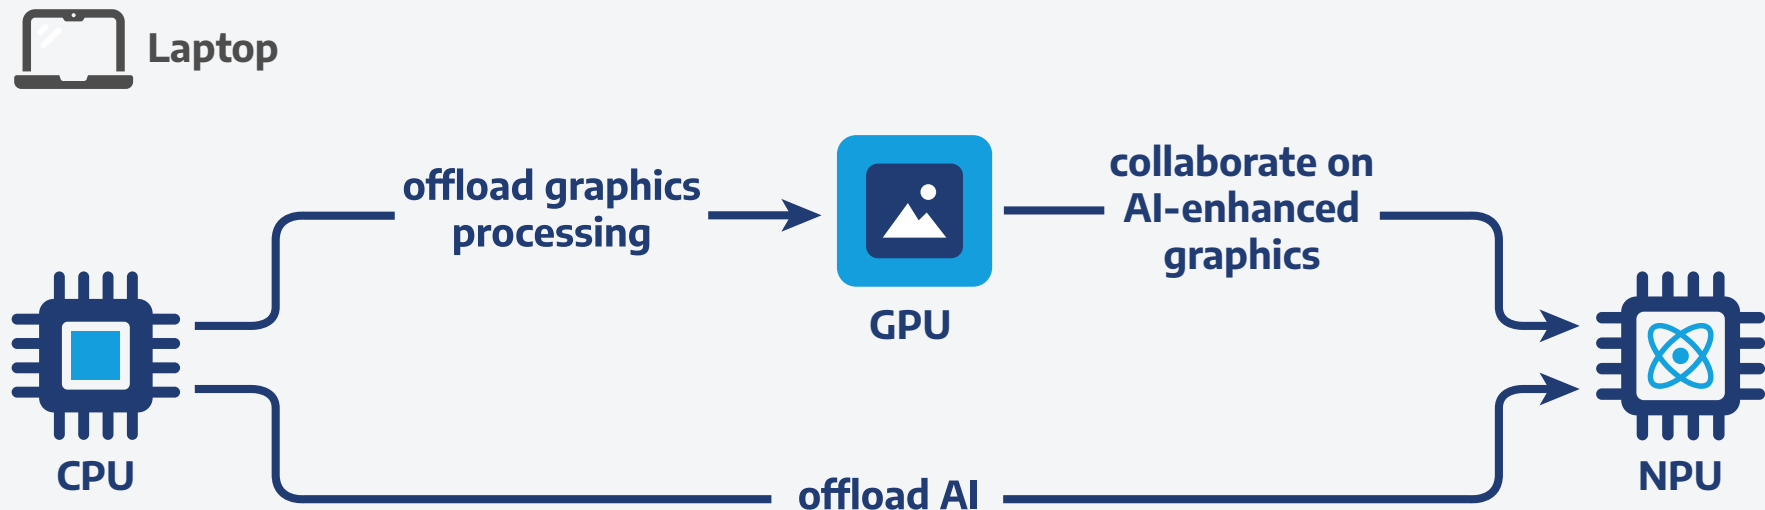 Laptop
offload graphics
processing
collaborate on
AI-enhanced
graphics
GPU
CPU
NPU
offload AI